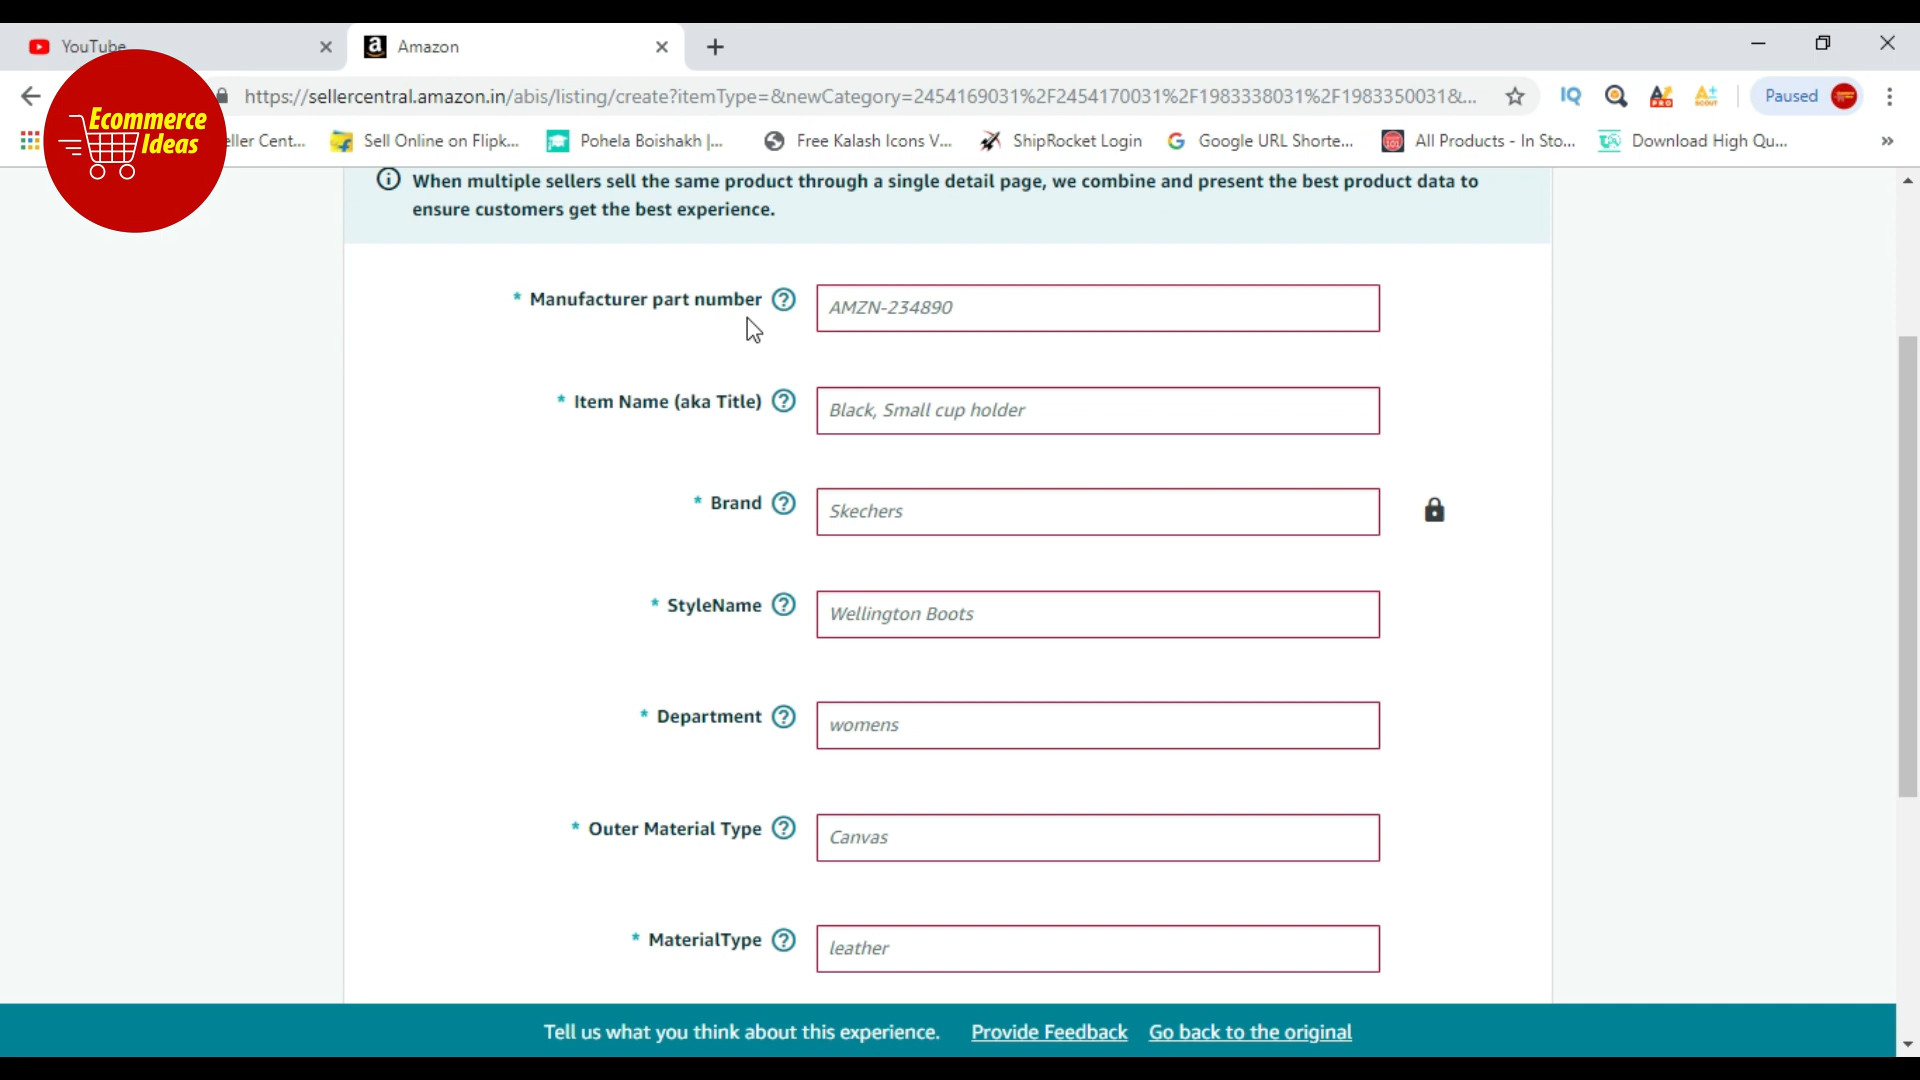 YouTube
Amazon
https://sellercentral.amazon.in/abis/listing/create?itemType=&newCategory=2454169031%2F2454170031%2F1983338031%2F1983350031&...
IQ
PRO
SCOUT
Paused
Ecommerce
Ideas
eller Cent...
Sell Online on Flipk...
Pohela Boishakh |...
Free Kalash Icons V...
ShipRocket Login
Google URL Shorte...
All Products - In Sto...
Download High Qu...
»
When multiple sellers sell the same product through a single detail page, we combine and present the best product data to
ensure customers get the best experience.
* Manufacturer part number
AMZN-234890
* Item Name (aka Title)
Black, Small cup holder
* Brand
Skechers
* StyleName
Wellington Boots
* Department
womens
* Outer Material Type
Canvas
* MaterialType
leather
Tell us what you think about this experience. Provide Feedback Go back to the original